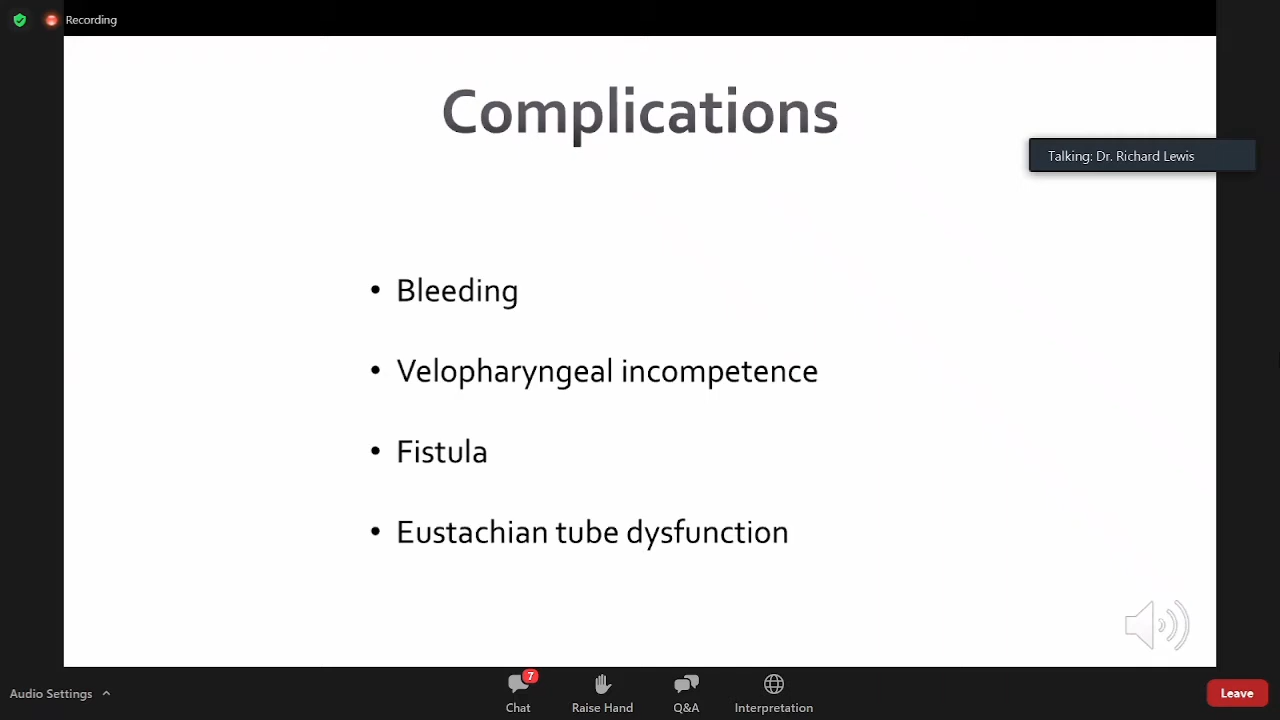 Recording
Complications
Talking: Dr. Richard Lewis
• Bleeding
• Velopharyngeal incompetence
• Fistula
• Eustachian tube dysfunction
Audio Settings
7
Chat
Raise Hand
Q&A
Interpretation
Leave